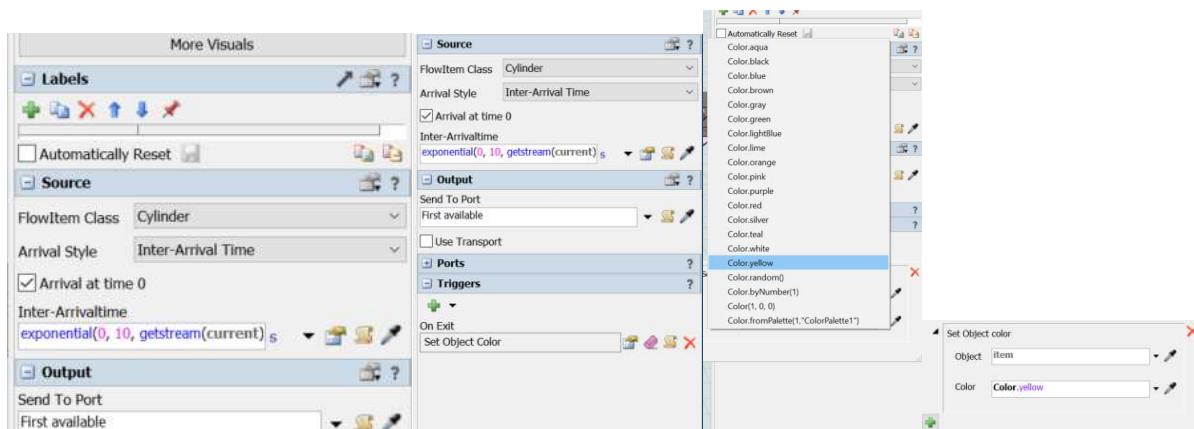 More Visuals
Labels
?
Automatically Reset
Source
?
FlowItem Class Cylinder
Arrival Style Inter-Arrival Time
Arrival at time 0
Inter-Arrivaltime
exponential(0, 10, getstream(current) s
Output
?
Send To Port
First available
Source
?
FlowItem Class Cylinder
Arrival Style Inter-Arrival Time
Arrival at time 0
Inter-Arrivaltime
exponential(0, 10, getstream(current) s
Output
?
Send To Port
First available
Use Transport
Ports
?
Triggers
?
On Exit
Set Object Color
Automatically Reset
?
Color.aqua
Color.black
Color.blue
Color.brown
Color.gray
Color.green
Color.lightBlue
Color.lime
?
Color.orange
Color.pink
Color.purple
Color.red
?
Color.silver
?
Color.teal
Color.white
Color.yellow
Color.random()
Color.byNumber(1)
Color(1, 0, 0)
Color.fromPalette(1,"ColorPalette1")
Set Object color
Object item
Color Color.yellow